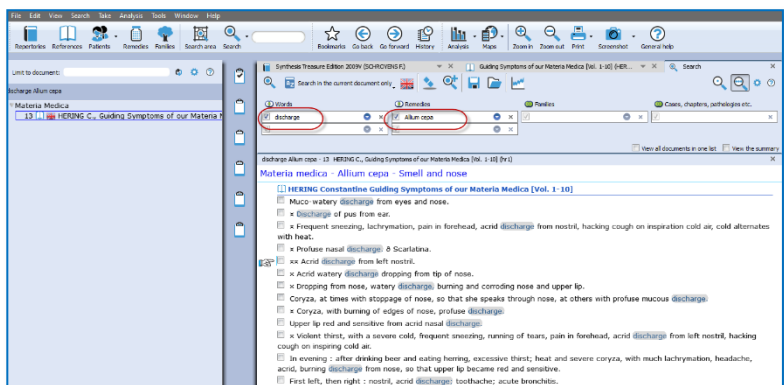 File Edit View Search Take Analysis Tools Window Help
Repertories References Patients Remedies Families Search area Search Bookmarks Go back Go forward History Analysis Maps Zoom in Zoom out Print Screenshot General help
Limit to document:
discharge Allium cepa
Materia Medica
13 HERING C., Guiding Symptoms of our Materia M
Synthesis Treasure Edition 2009V (SCHROYENS F.) Guiding Symptoms of our Materia Medica [Vol. 1-10] (HER... Search
Search in the current document only
Words Remedies Families Cases, chapters, pathologies etc.
discharge Allium cepa
View all documents in one list View the summary
discharge Allium cepa - 13 HERING C., Guiding Symptoms of our Materia Medica [Vol. 1-10] (hr1)
Materia medica - Allium cepa - Smell and nose
HERING Constantine Guiding Symptoms of our Materia Medica [Vol. 1-10]
Muco-watery discharge from eyes and nose.
× Discharge of pus from ear.
× Frequent sneezing, lachrymation, pain in forehead, acrid discharge from nostril, hacking cough on inspiration cold air, cold alternates
with heat.
× Profuse nasal discharge: δ Scarlatina.
×× Acrid discharge from left nostril.
× Acrid watery discharge dropping from tip of nose.
× Dropping from nose, watery discharge, burning and corroding nose and upper lip.
Coryza, at times with stoppage of nose, so that she speaks through nose, at others with profuse mucous discharge.
× Coryza, with burning of edges of nose, profuse discharge.
Upper lip red and sensitive from acrid nasal discharge.
× Violent thirst, with a severe cold, frequent sneezing, running of tears, pain in forehead, acrid discharge from left nostril, hacking
cough on inspiring cold air.
In evening : after drinking beer and eating herring, excessive thirst; heat and severe coryza, with much lachrymation, headache,
acrid, burning discharge from nose, so that upper lip became red and sensitive.
First left, then right : nostril, acrid discharge; toothache; acute bronchitis.